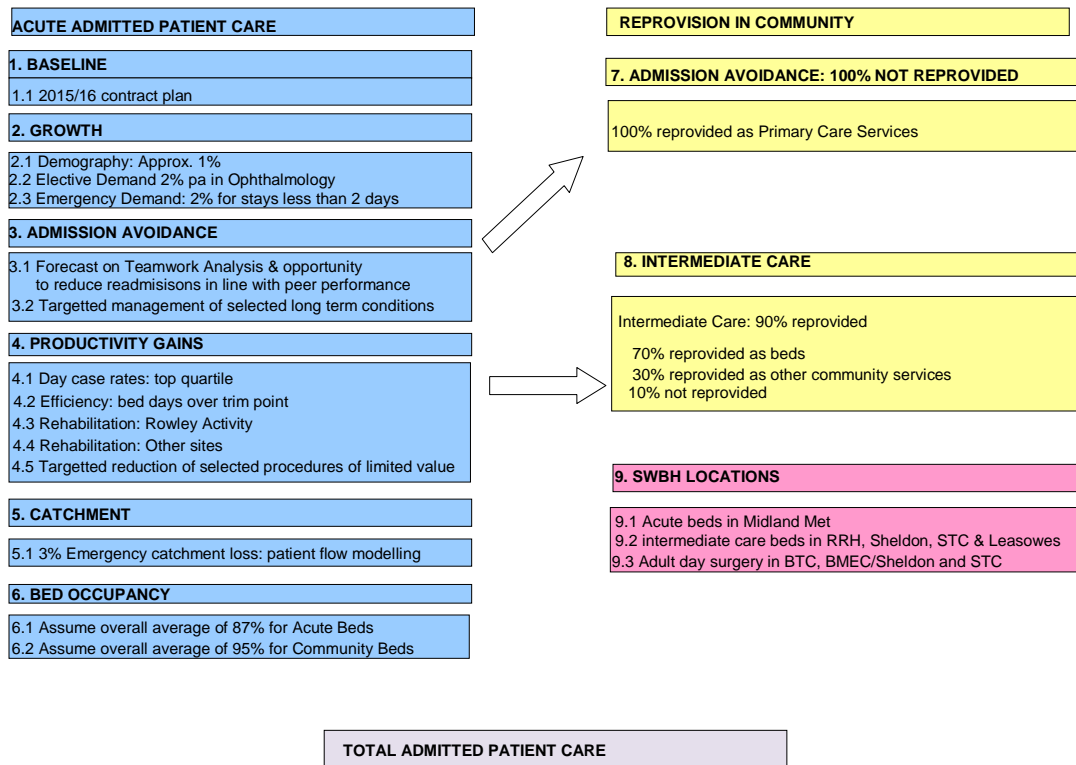 ACUTE ADMITTED PATIENT CARE
1. BASELINE
1.1 2015/16 contract plan
2. GROWTH
2.1 Demography: Approx. 1%
2.2 Elective Demand 2% pa in Ophthalmology
2.3 Emergency Demand: 2% for stays less than 2 days
3. ADMISSION AVOIDANCE
3.1 Forecast on Teamwork Analysis & opportunity
to reduce readmisisons in line with peer performance
3.2 Targetted management of selected long term conditions
4. PRODUCTIVITY GAINS
4.1 Day case rates: top quartile
4.2 Efficiency: bed days over trim point
4.3 Rehabilitation: Rowley Activity
4.4 Rehabilitation: Other sites
4.5 Targetted reduction of selected procedures of limited value
5. CATCHMENT
5.1 3% Emergency catchment loss: patient flow modelling
6. BED OCCUPANCY
6.1 Assume overall average of 87% for Acute Beds
6.2 Assume overall average of 95% for Community Beds
REPROVISION IN COMMUNITY
7. ADMISSION AVOIDANCE: 100% NOT REPROVIDED
100% reprovided as Primary Care Services
8. INTERMEDIATE CARE
Intermediate Care: 90% reprovided
70% reprovided as beds
30% reprovided as other community services
10% not reprovided
9. SWBH LOCATIONS
9.1 Acute beds in Midland Met
9.2 intermediate care beds in RRH, Sheldon, STC & Leasowes
9.3 Adult day surgery in BTC, BMEC/Sheldon and STC
TOTAL ADMITTED PATIENT CARE